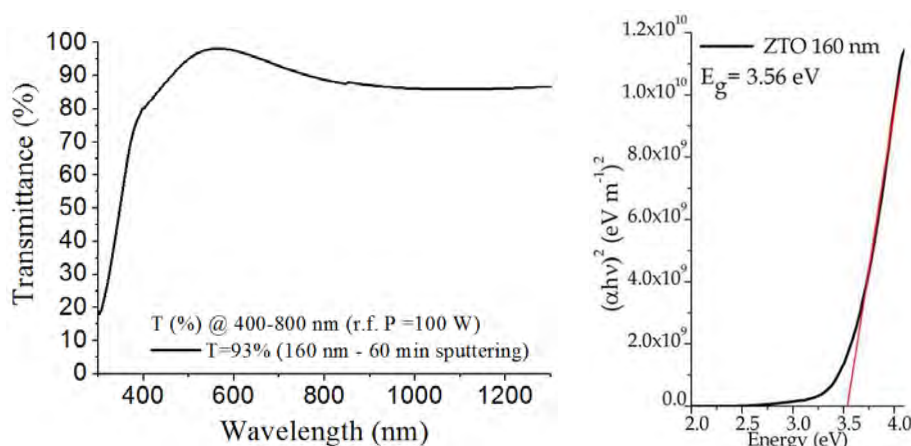 100
90
80
70
60
50
40
30
20
10
0
Transmittance (%)
T (%) @ 400-800 nm (r.f. P =100 W)
T=93% (160 nm - 60 min sputtering)
400 600 800 1000 1200
Wavelength (nm)
1.2x10¹⁰
1.0x10¹⁰
8.0x10⁹
6.0x10⁹
4.0x10⁹
2.0x10⁹
0.0
(αhν)² (eV m⁻¹)²
ZTO 160 nm
E_g= 3.56 eV
2.0 2.5 3.0 3.5 4.0
Energy (eV)